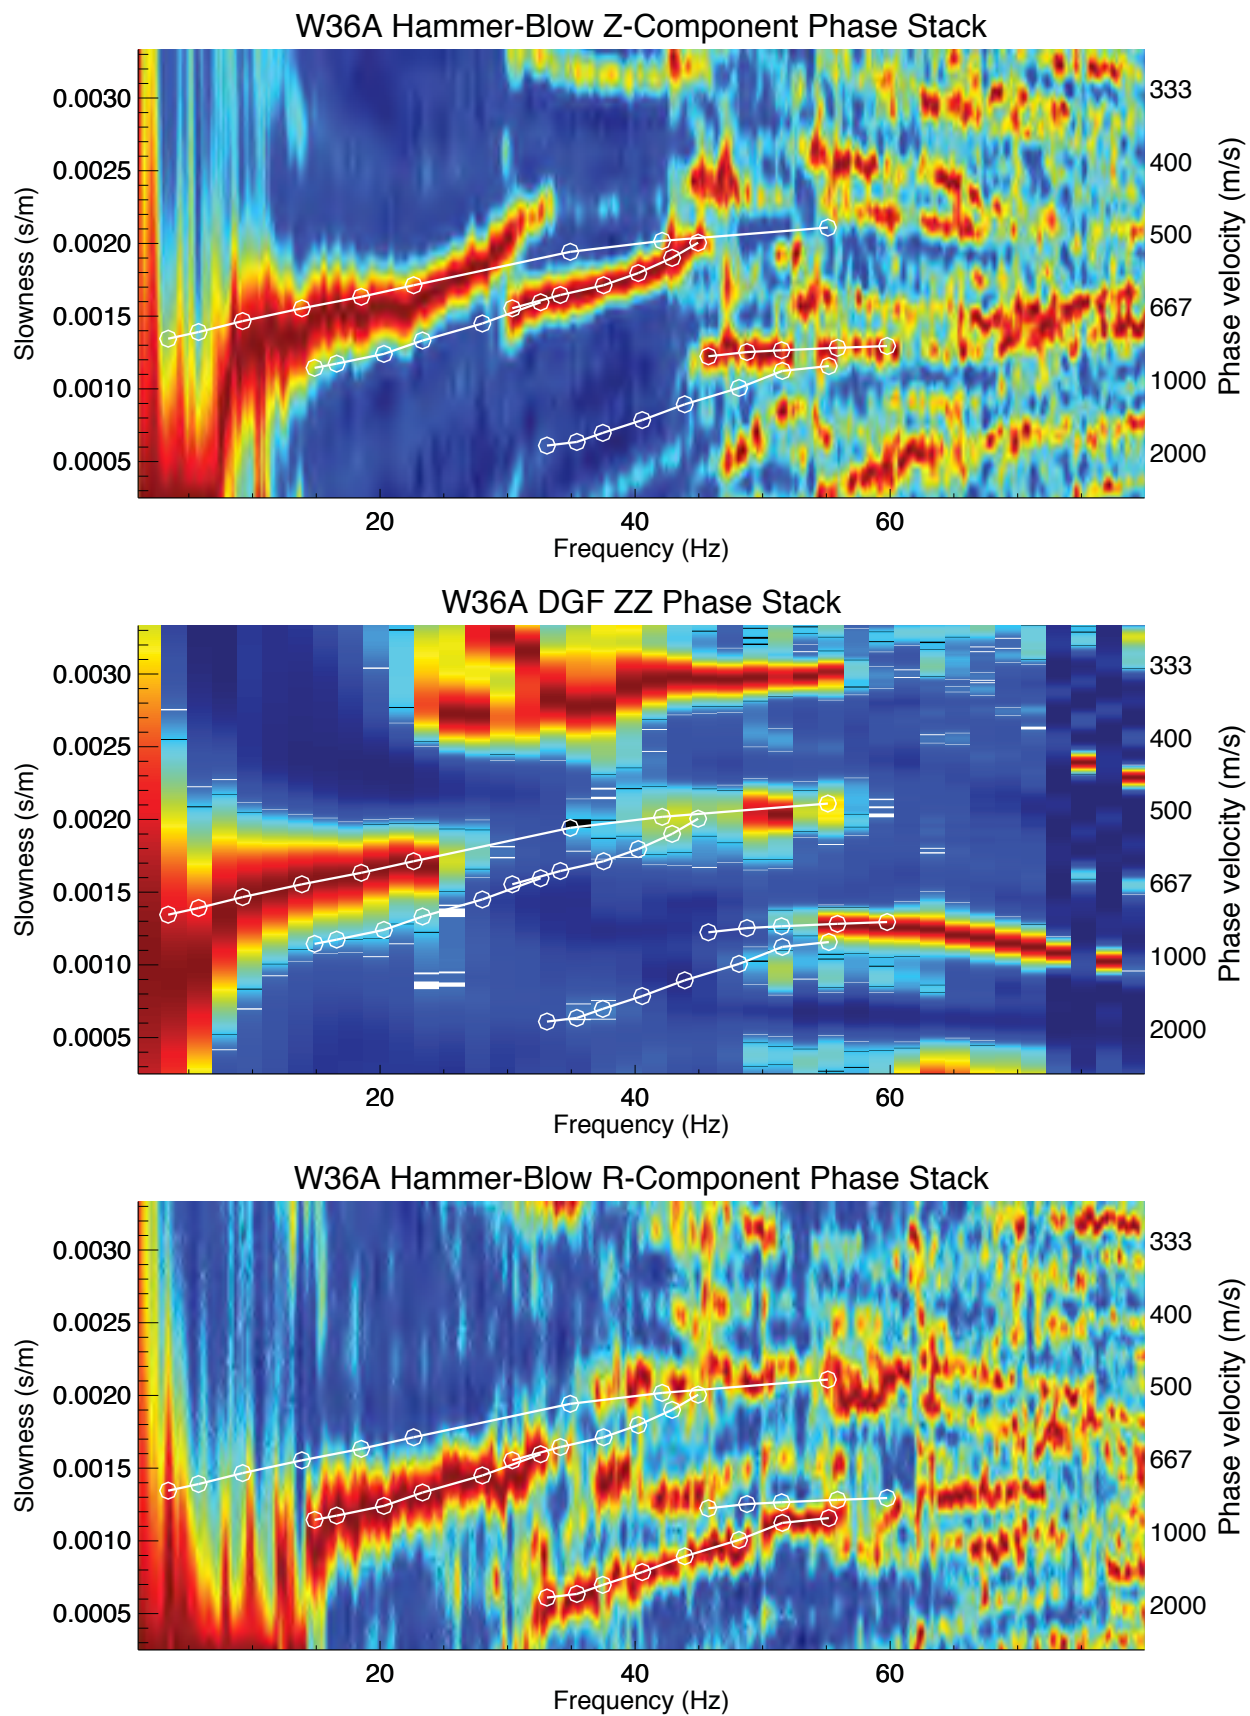 W36A Hammer-Blow Z-Component Phase Stack
0.0030
0.0025
0.0020
0.0015
0.0010
0.0005
Slowness (s/m)
333
400
500
667
1000
2000
Phase velocity (m/s)
20 40 60
Frequency (Hz)
W36A DGF ZZ Phase Stack
0.0030
0.0025
0.0020
0.0015
0.0010
0.0005
Slowness (s/m)
333
400
500
667
1000
2000
Phase velocity (m/s)
20 40 60
Frequency (Hz)
W36A Hammer-Blow R-Component Phase Stack
0.0030
0.0025
0.0020
0.0015
0.0010
0.0005
Slowness (s/m)
333
400
500
667
1000
2000
Phase velocity (m/s)
20 40 60
Frequency (Hz)